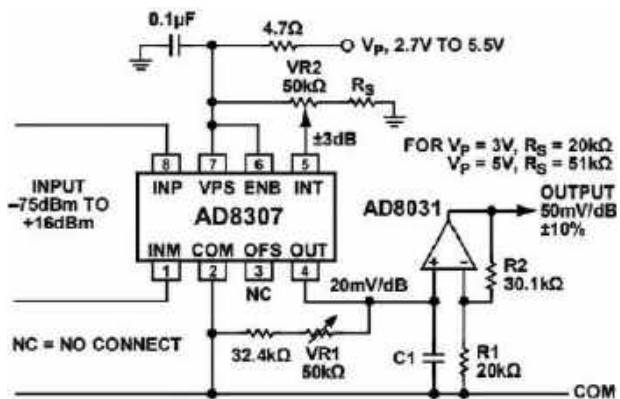 0.1µF
4.7Ω
VP, 2.7V TO 5.5V
VR2
50kΩ
RS
±3dB
FOR VP = 3V, RS = 20kΩ
VP = 5V, RS = 51kΩ
8
7
6
5
INP
VPS
ENB
INT
INPUT
–75dBm TO
+16dBm
AD8307
INM
COM
OFS
OUT
1
2
3
4
NC
AD8031
OUTPUT
50mV/dB
±10%
+
–
R2
30.1kΩ
20mV/dB
NC = NO CONNECT
32.4kΩ
VR1
50kΩ
C1
R1
20kΩ
COM